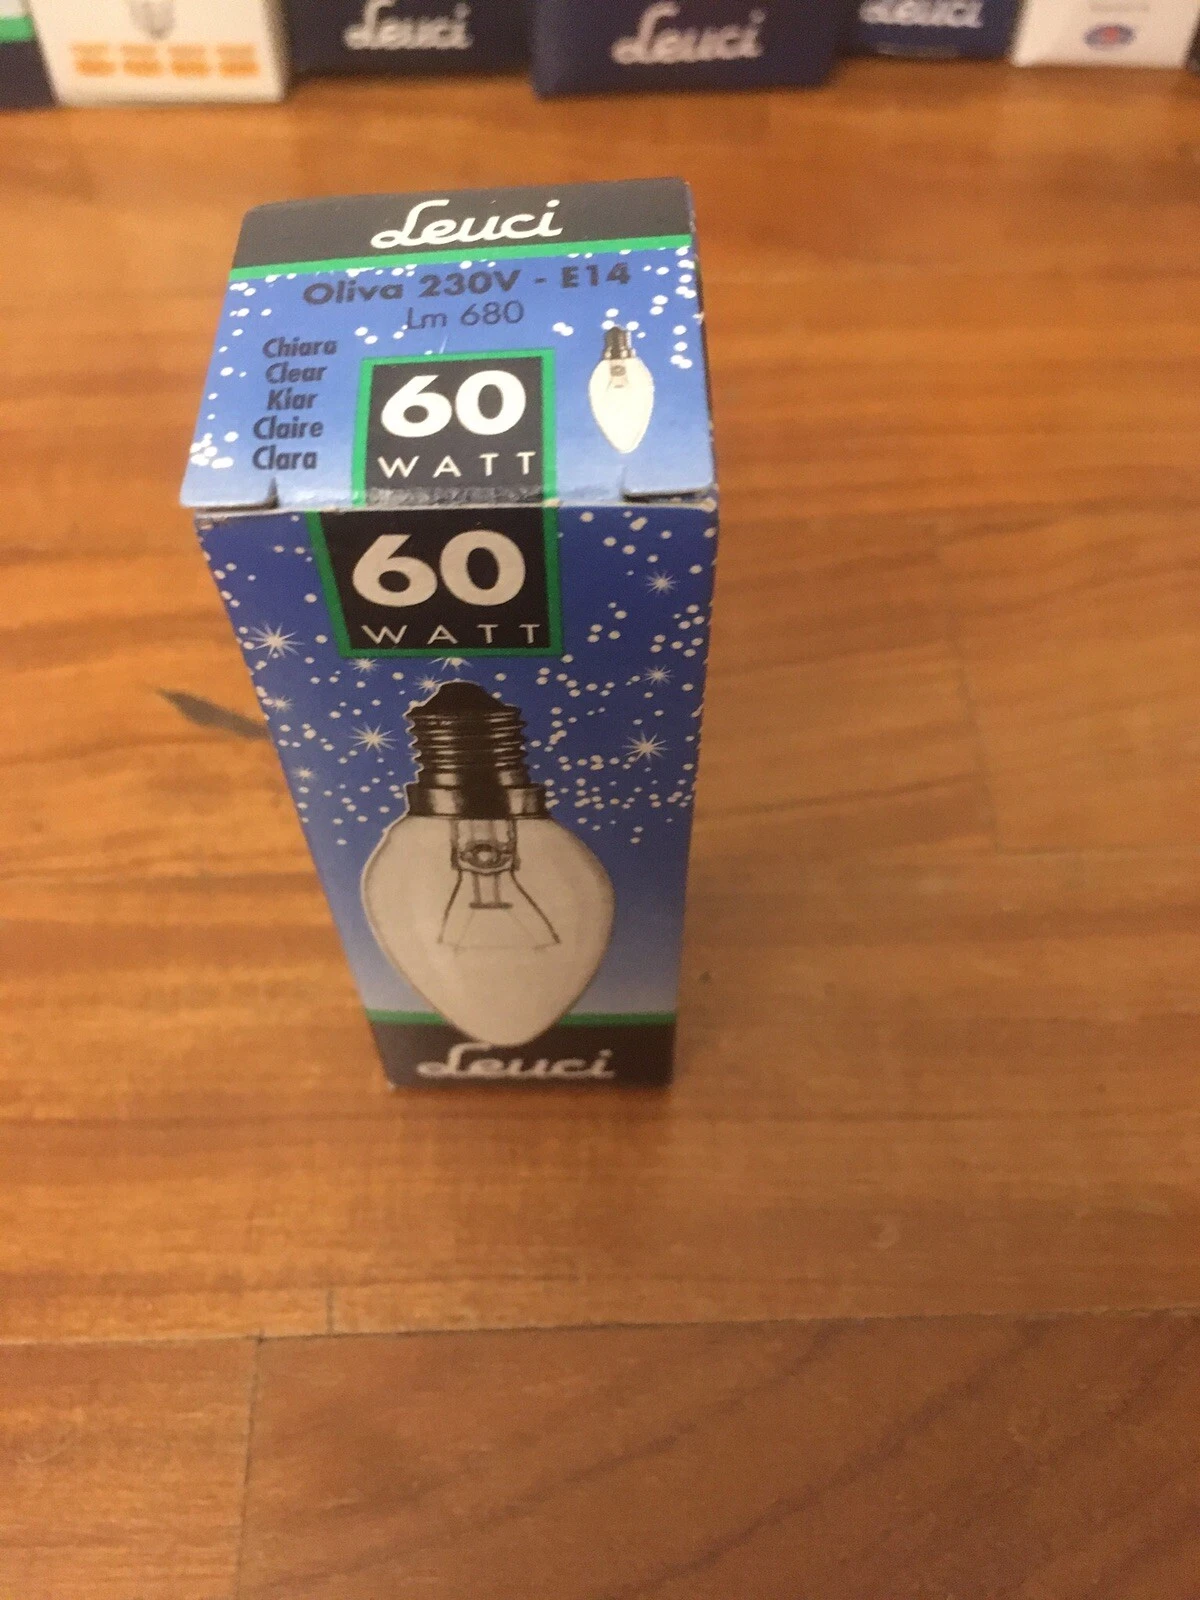 Leuci
Leuci
Leuci
Leuci
Oliva 230V - E14
Lm 680
Chiara
Clear
Klar
Claire
Clara
60
WATT
60
WATT
Leuci